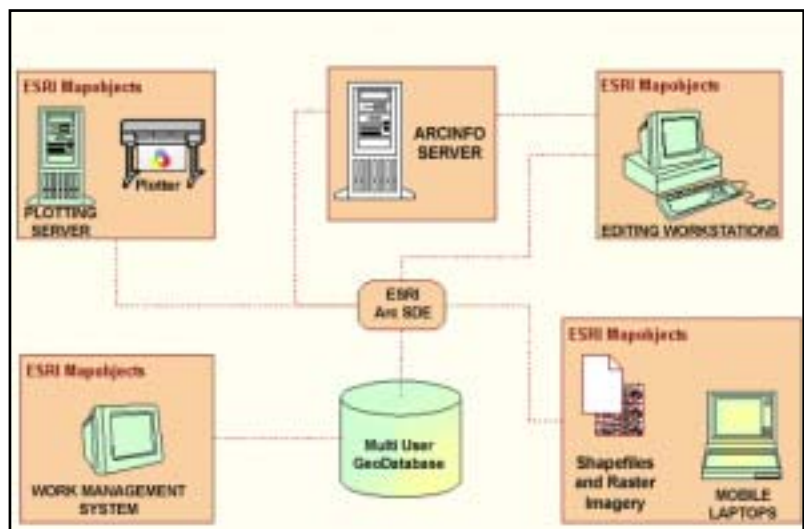 ESRI Mapobjects
Plotter
PLOTTING
SERVER
ARCINFO
SERVER
ESRI Mapobjects
EDITING WORKSTATIONS
ESRI
Arc SDE
ESRI Mapobjects
WORK MANAGEMENT
SYSTEM
Multi User
GeoDatabase
ESRI Mapobjects
Shapefiles
and Raster
Imagery
MOBILE
LAPTOPS